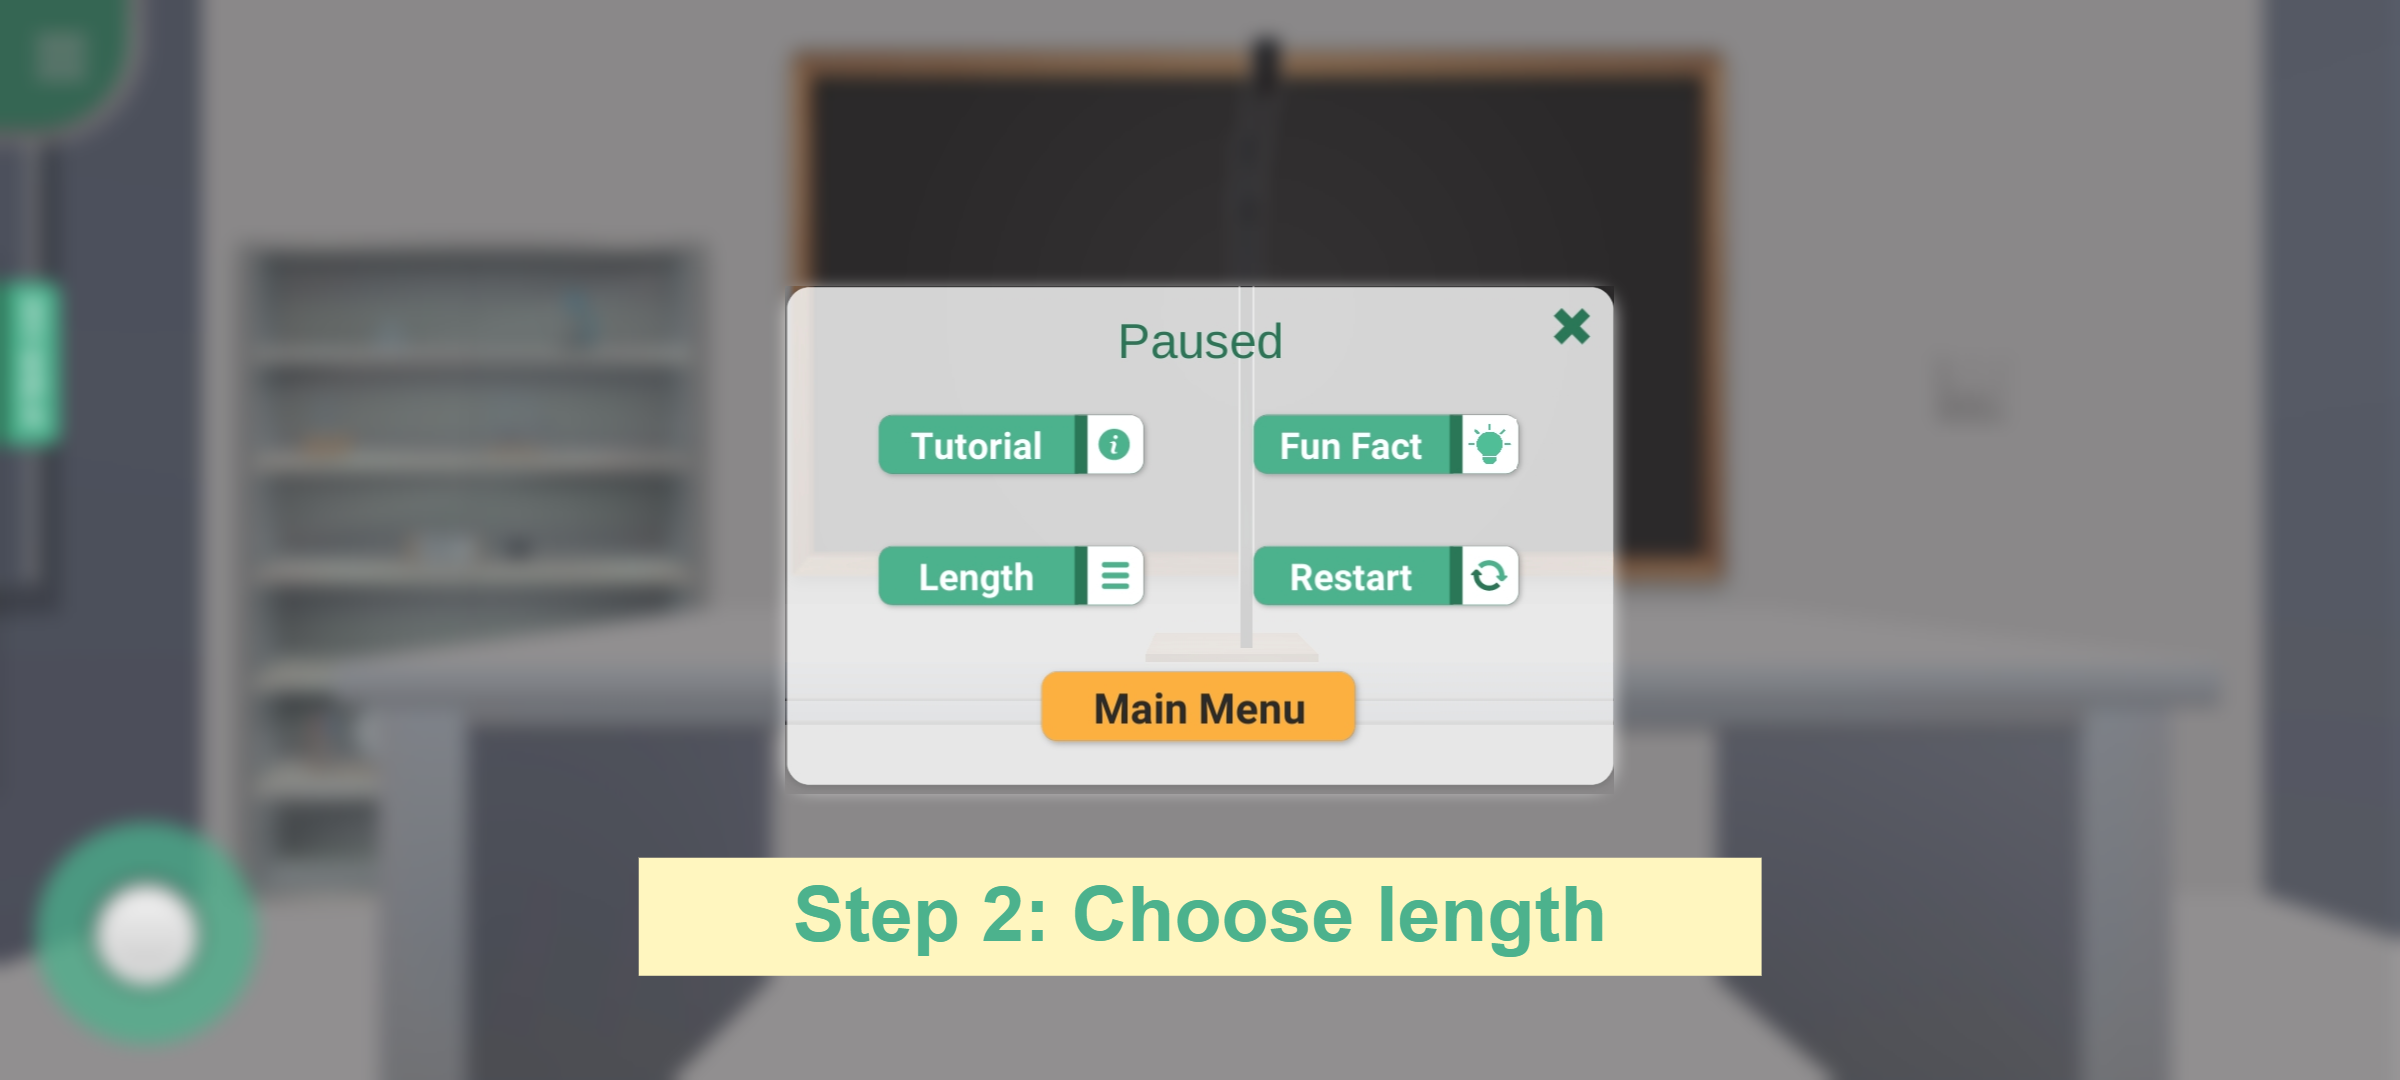 Paused
Tutorial
Fun Fact
Length
Restart
Main Menu
Step 2: Choose length